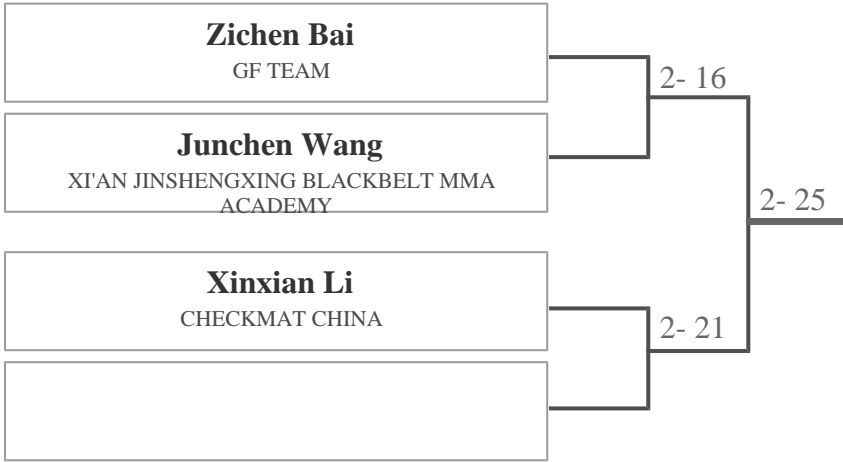 Zichen Bai
GF TEAM
2- 16
Junchen Wang
XI'AN JINSHENGXING BLACKBELT MMA
ACADEMY
2- 25
Xinxian Li
CHECKMAT CHINA
2- 21